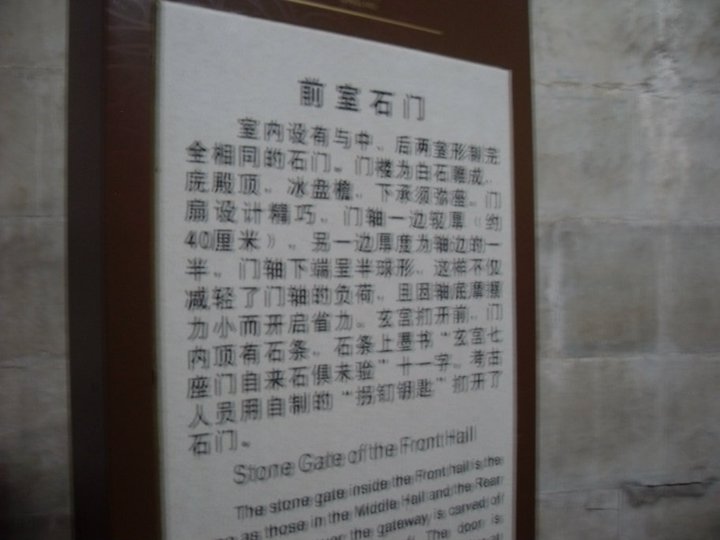 前室石门
室内设有与中、后两室形制完
全相同的石门。门楼为白石雕成，
庑殿顶，冰盘檐，下承须弥座。门
扇设计精巧，门轴一边较厚（约
40厘米），另一边厚度为轴边的一
半，门轴下端呈半球形，这样不仅
减轻了门轴的负荷，且因轴底摩擦
力小而开启省力。玄宫打开前，门
内顶有石条，石条上墨书“玄宫七
座门自来石俱未验”廿一字，考古
人员用自制的“拐钉钥匙”打开了
石门。
Stone Gate of the Front Hall
The stone gate inside the Front hall is the
as those in the Middle Hall and the Rear
the gateway is carved of
The door is